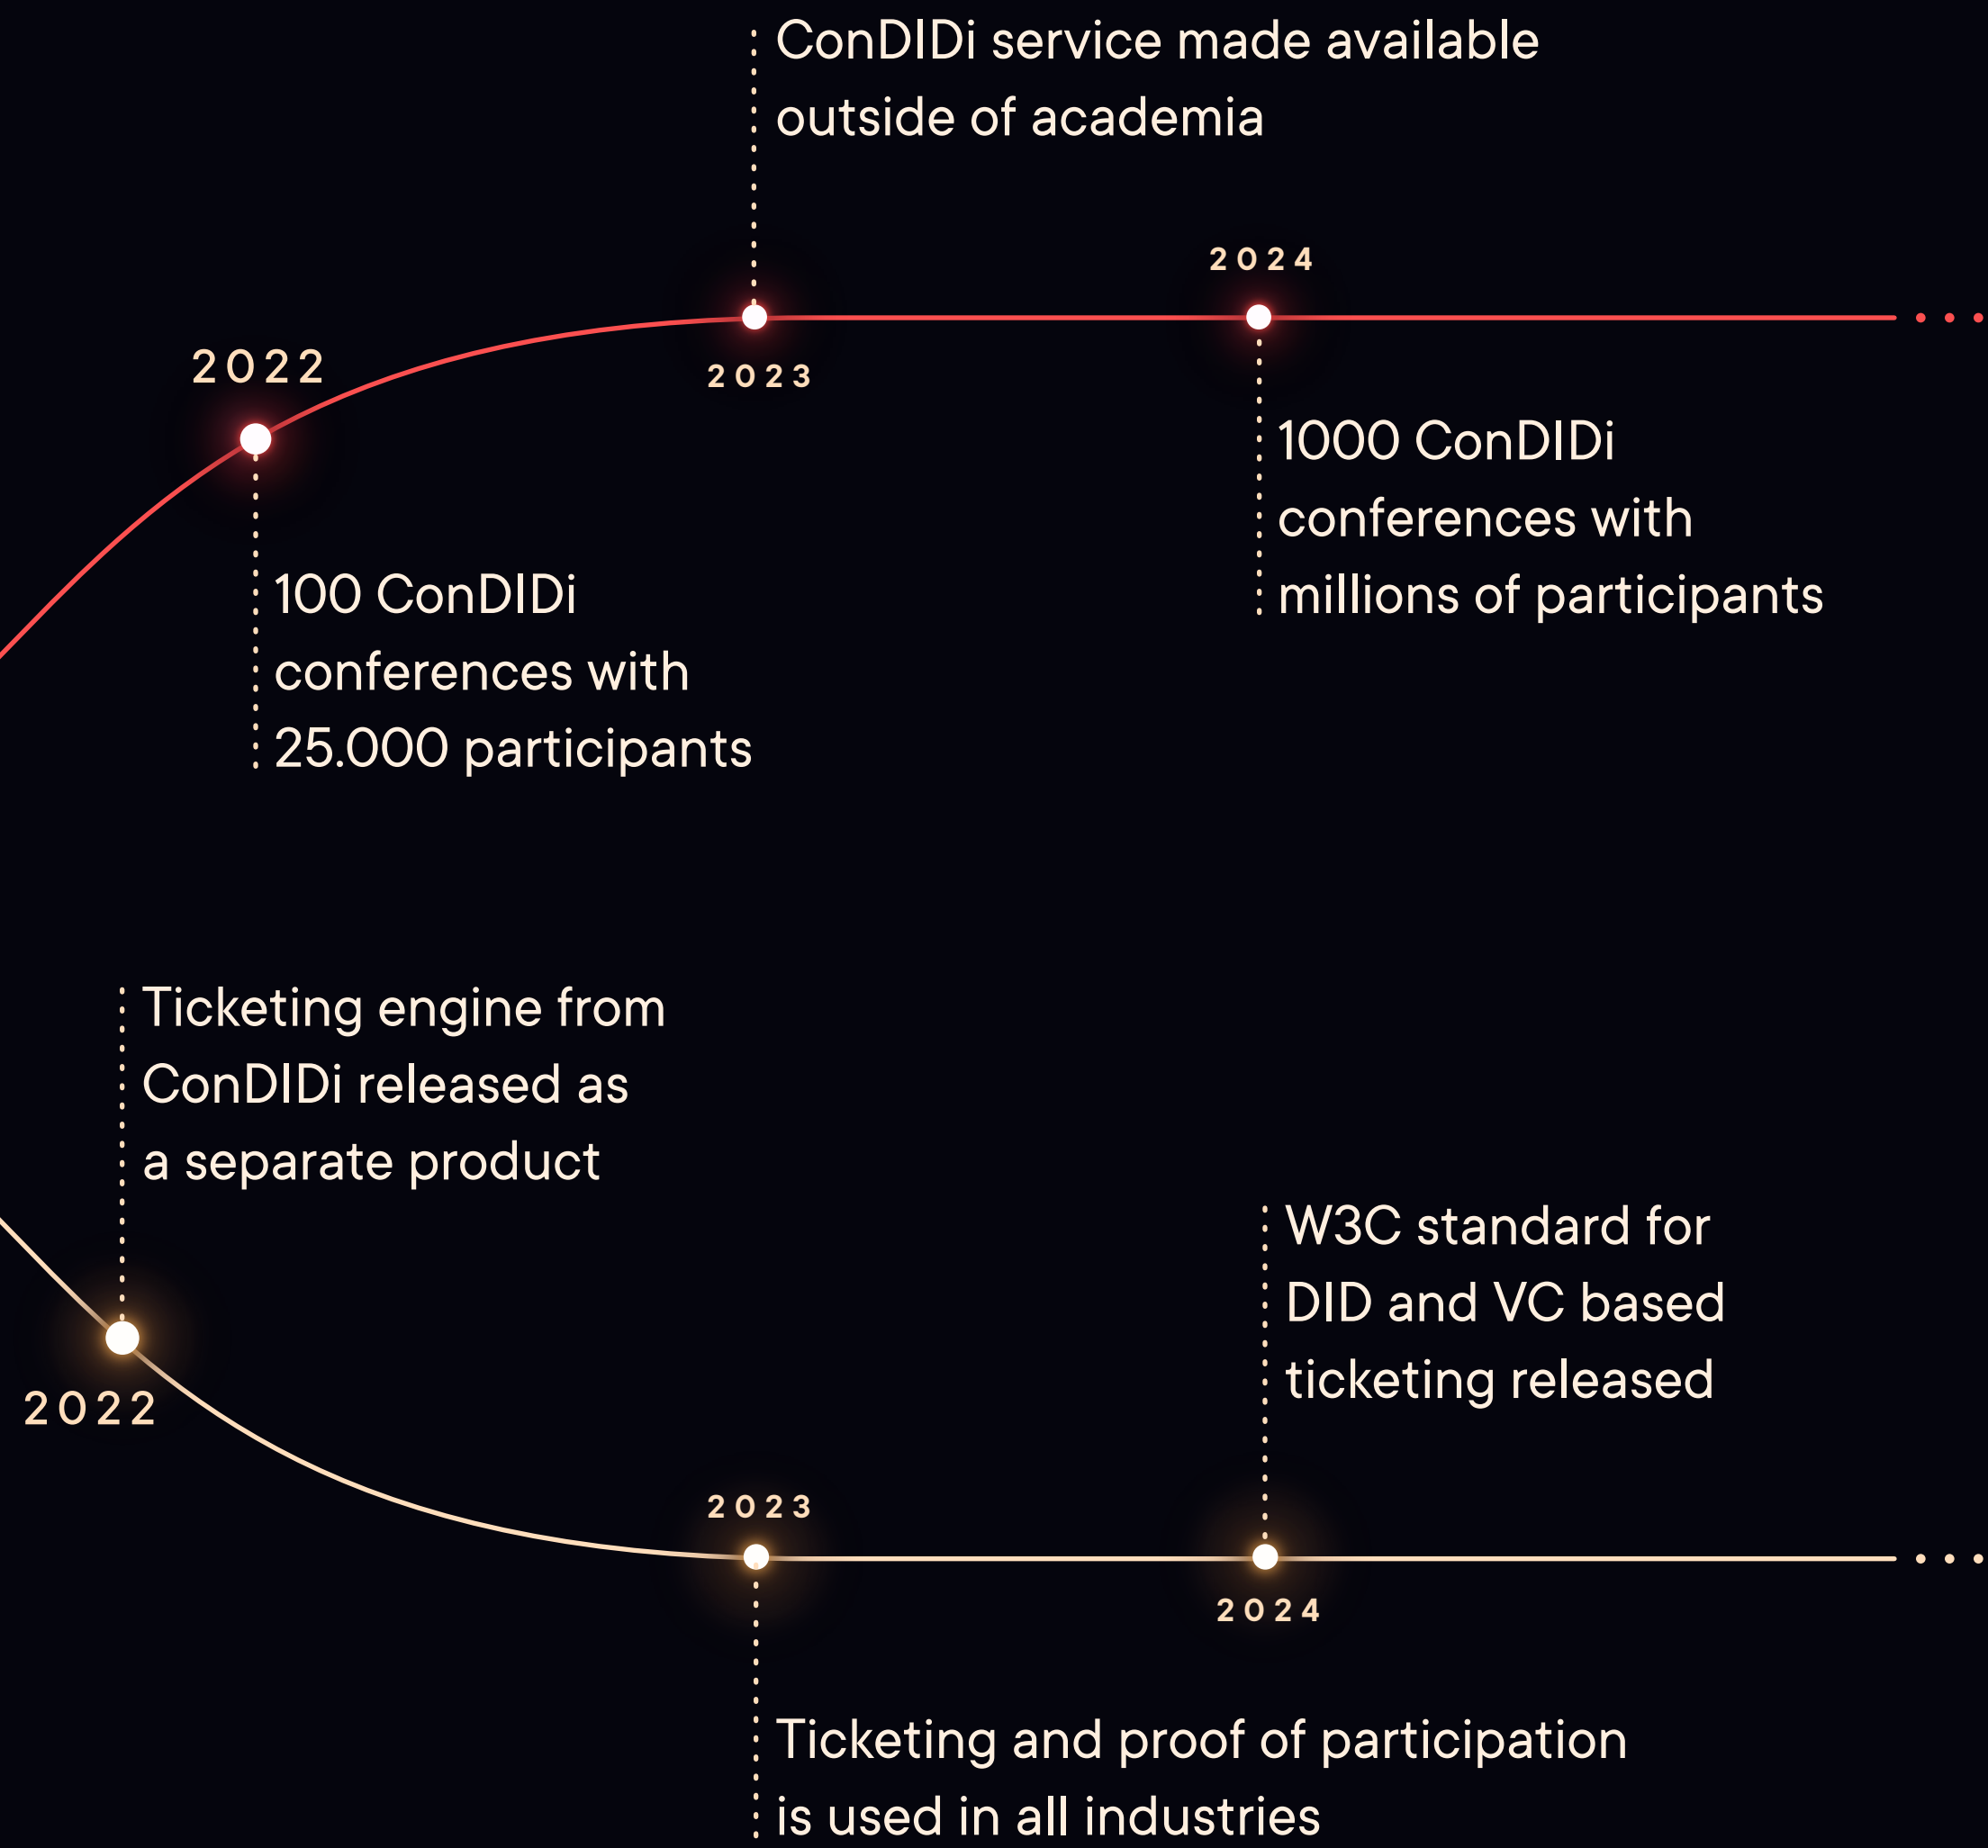 ConDIDi service made available
outside of academia
2024
2022
2023
1000 ConDIDi
conferences with
millions of participants
100 ConDIDi
conferences with
25.000 participants
Ticketing engine from
ConDIDi released as
a separate product
2022
W3C standard for
DID and VC based
ticketing released
2023
2024
Ticketing and proof of participation
is used in all industries